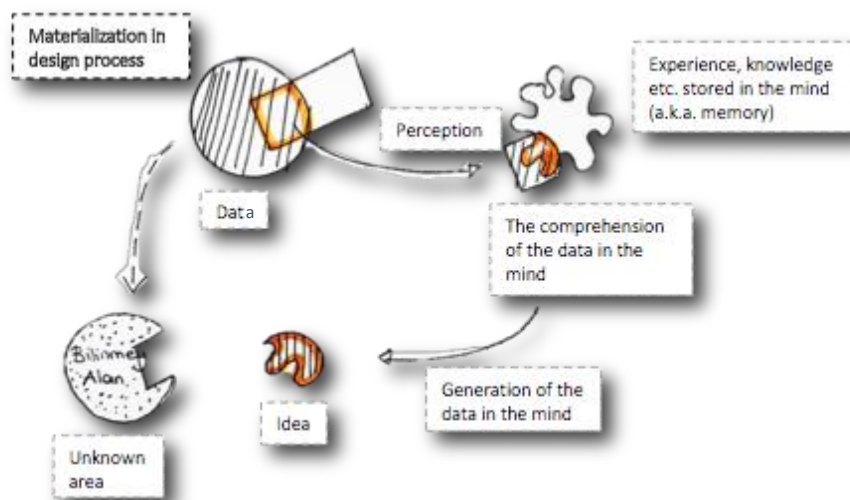 Materialization in
design process
Experience, knowledge
etc. stored in the mind
(a.k.a. memory)
Perception
Data
The comprehension
of the data in the
mind
Bilinmey
Alan
Generation of the
data in the mind
Idea
Unknown
area